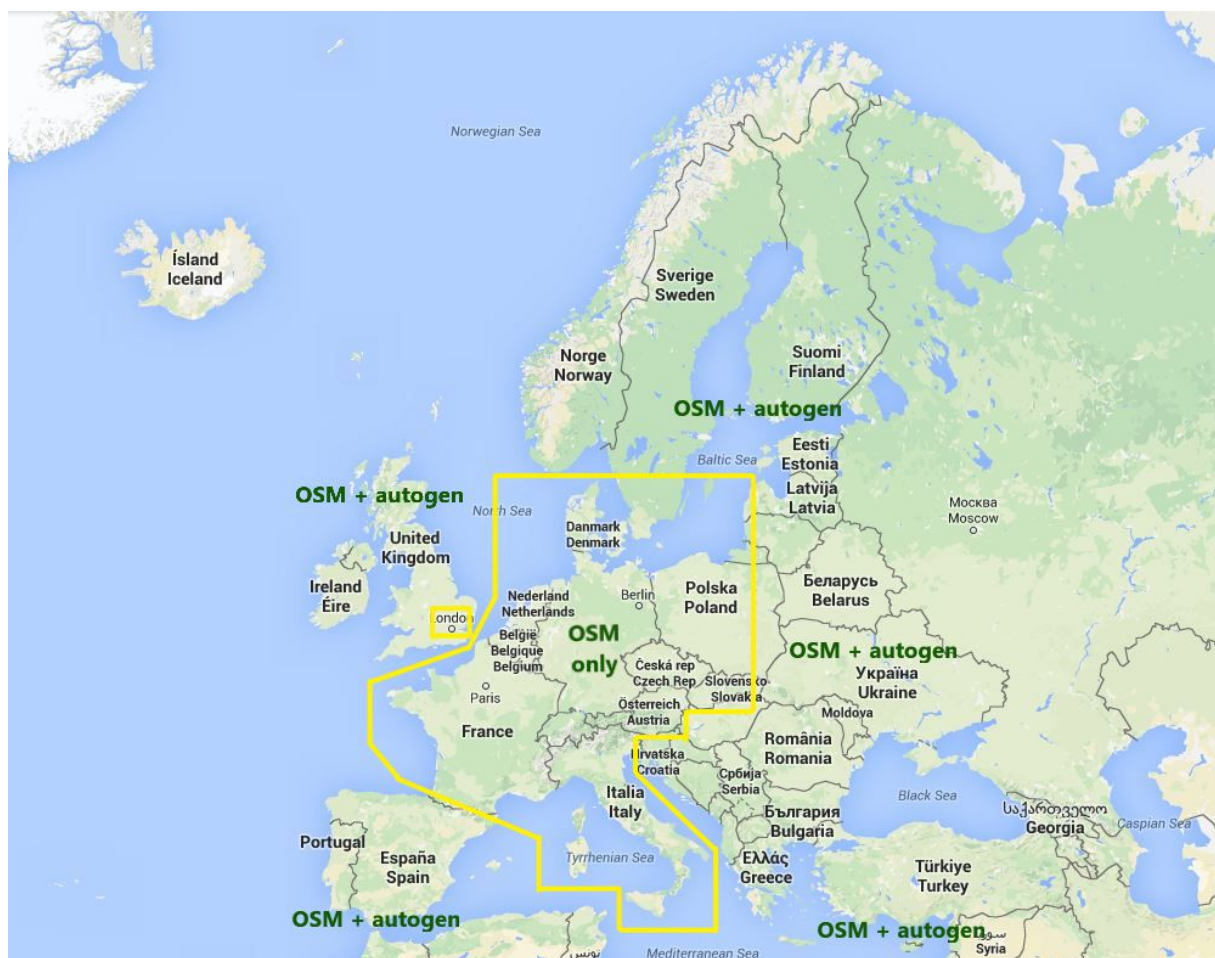 Norwegian Sea
Ísland
Iceland
Sverige
Sweden
Norge
Norway
Suomi
Finland
OSM + autogen
Eesti
Estonia
Baltic Sea
Latvija
Latvia
OSM + autogen
North Sea
Москва
Moscow
Danmark
Denmark
United
Kingdom
Ireland
Éire
Беларусь
Belarus
Polska
Poland
Nederland
Netherlands
Berlin
London
België
Belgique
Belgium
OSM
only
OSM + autogen
Україна
Ukraine
Česká rep
Czech Rep
Slovensko
Slovakia
Paris
Österreich
Austria
Moldova
France
România
Romania
Hrvatska
Croatia
Србија
Serbia
Italia
Italy
Black Sea
България
Bulgaria
საქართველო
Georgia
Caspian Sea
Portugal
España
Spain
Tyrrhenian Sea
Ελλάς
Greece
Türkiye
Turkey
OSM + autogen
OSM + autogen
سوريا
Syria
Mediterranean Sea
تونس